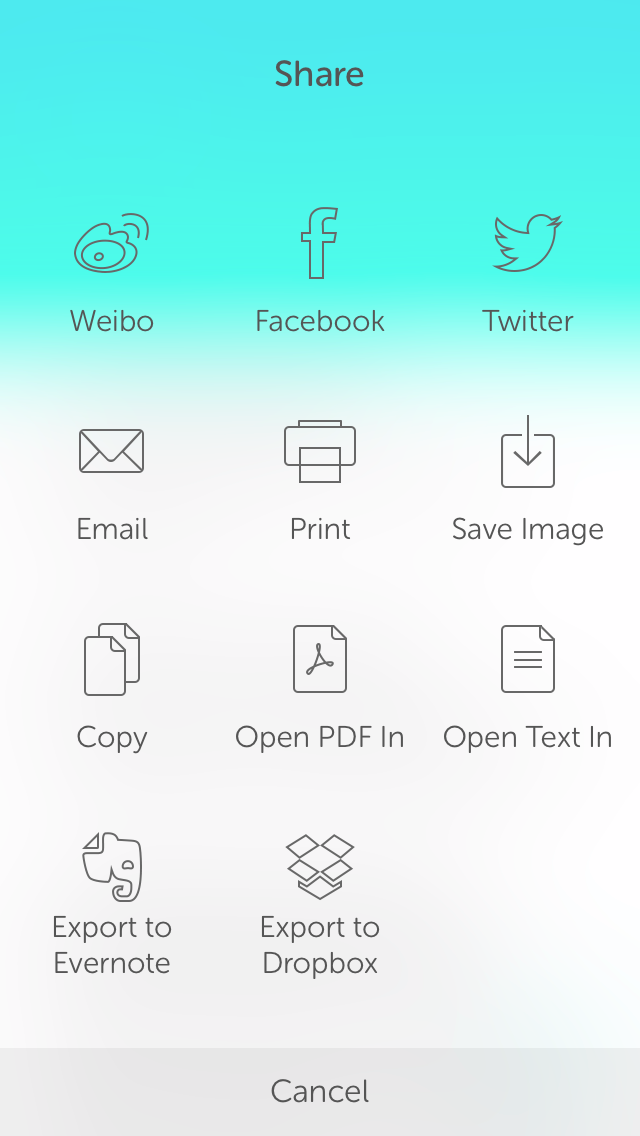 Share
Weibo
Facebook
Twitter
Email
Print
Save Image
Copy
Open PDF In
Open Text In
Export to
Evernote
Export to
Dropbox
Cancel